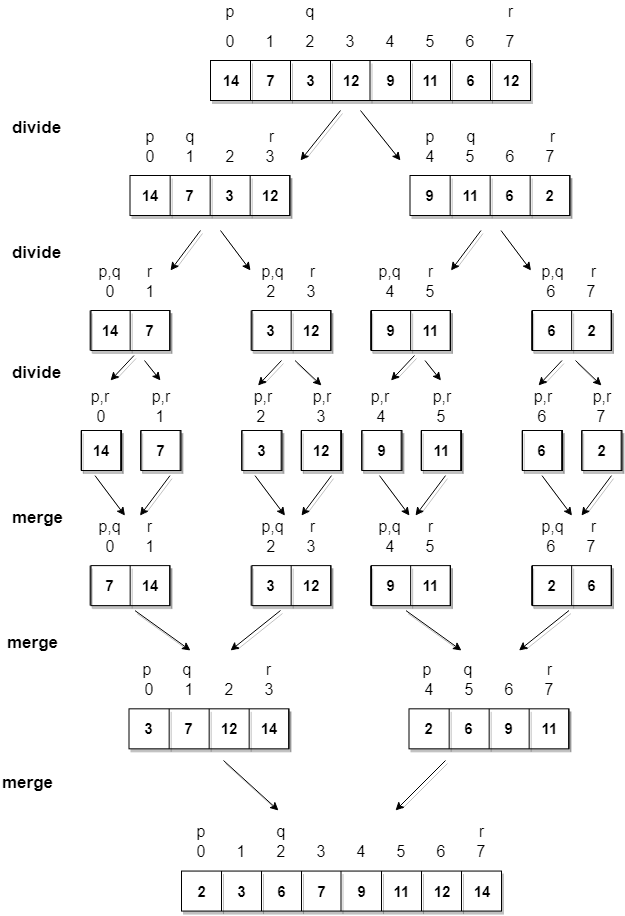 p q r
0 1 2 3 4 5 6 7
14 7 3 12 9 11 6 12
divide
p q r p q r
0 1 2 3 4 5 6 7
14 7 3 12 9 11 6 2
divide
p,q r p,q r p,q r p,q r
0 1 2 3 4 5 6 7
14 7 3 12 9 11 6 2
divide
p,r p,r p,r p,r p,r p,r p,r p,r
0 1 2 3 4 5 6 7
14 7 3 12 9 11 6 2
merge
p,q r p,q r p,q r p,q r
0 1 2 3 4 5 6 7
7 14 3 12 9 11 2 6
merge
p q r p q r
0 1 2 3 4 5 6 7
3 7 12 14 2 6 9 11
merge
p q r
0 1 2 3 4 5 6 7
2 3 6 7 9 11 12 14